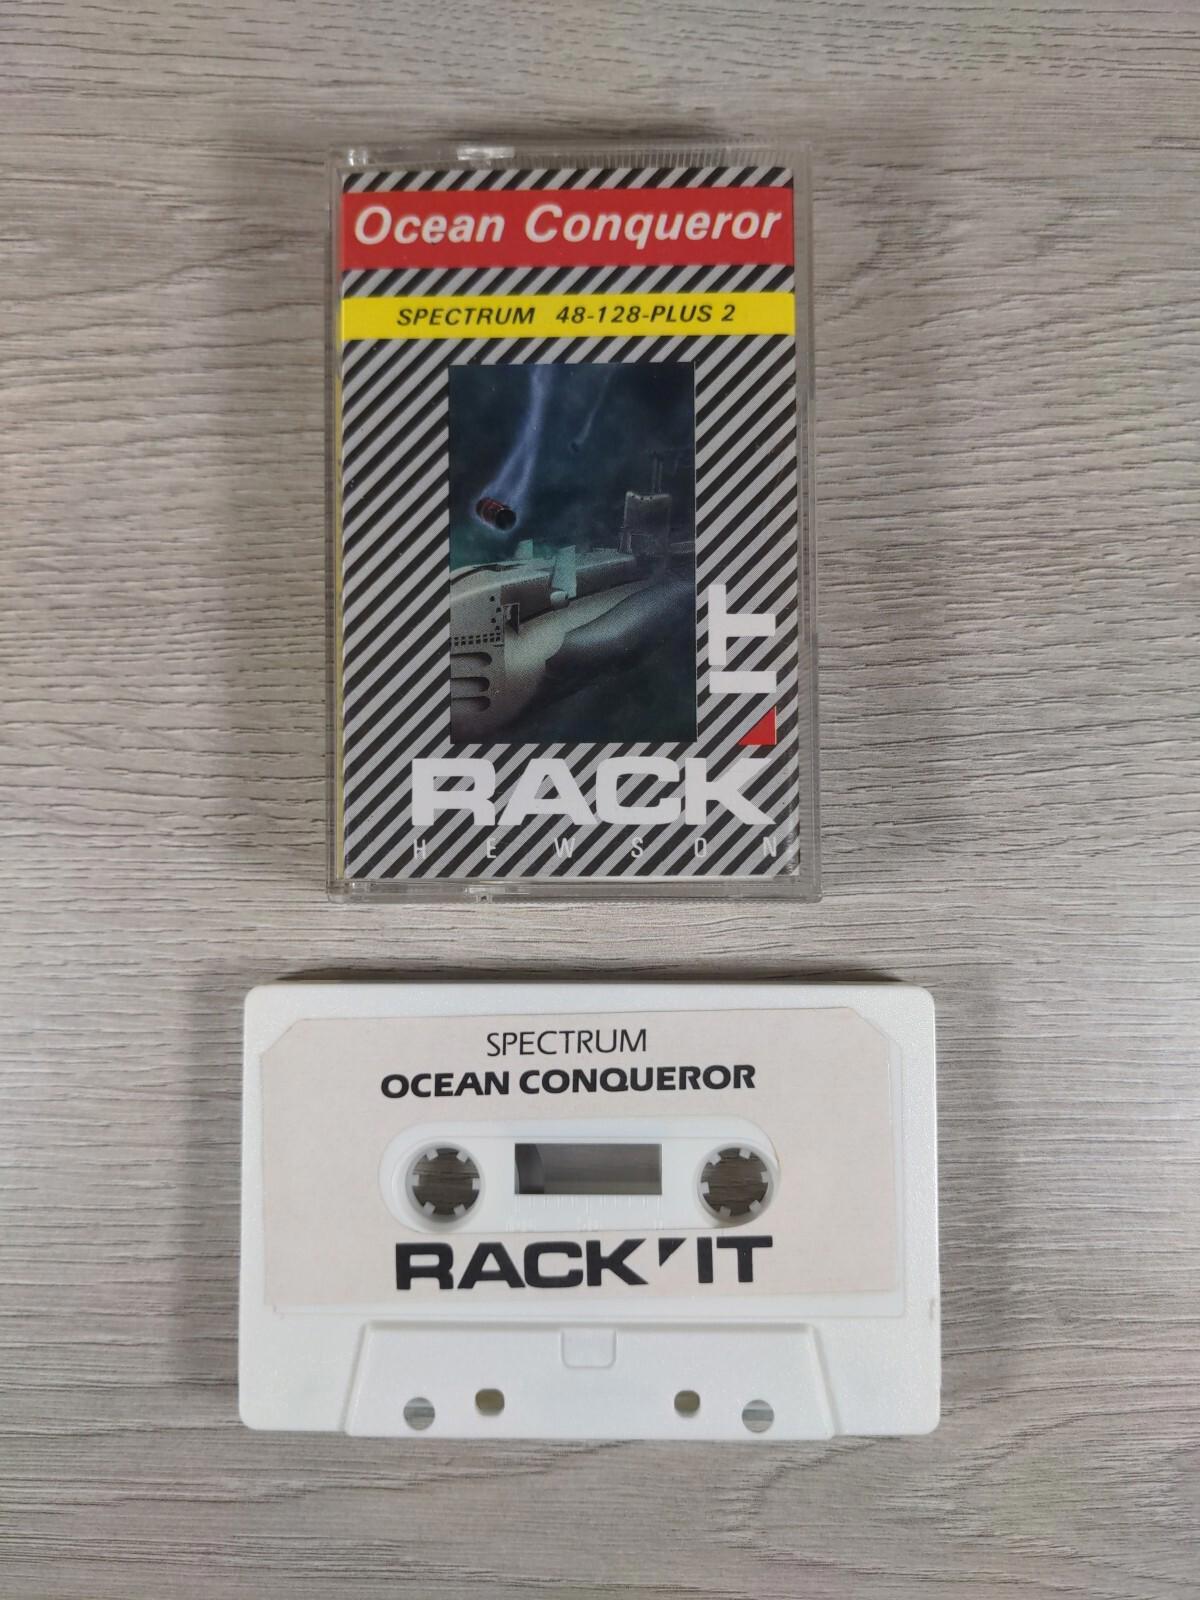 Ocean Conqueror
SPECTRUM 48-128-PLUS 2
RACK'IT
HEWSON
SPECTRUM
OCEAN CONQUEROR
RACK'IT